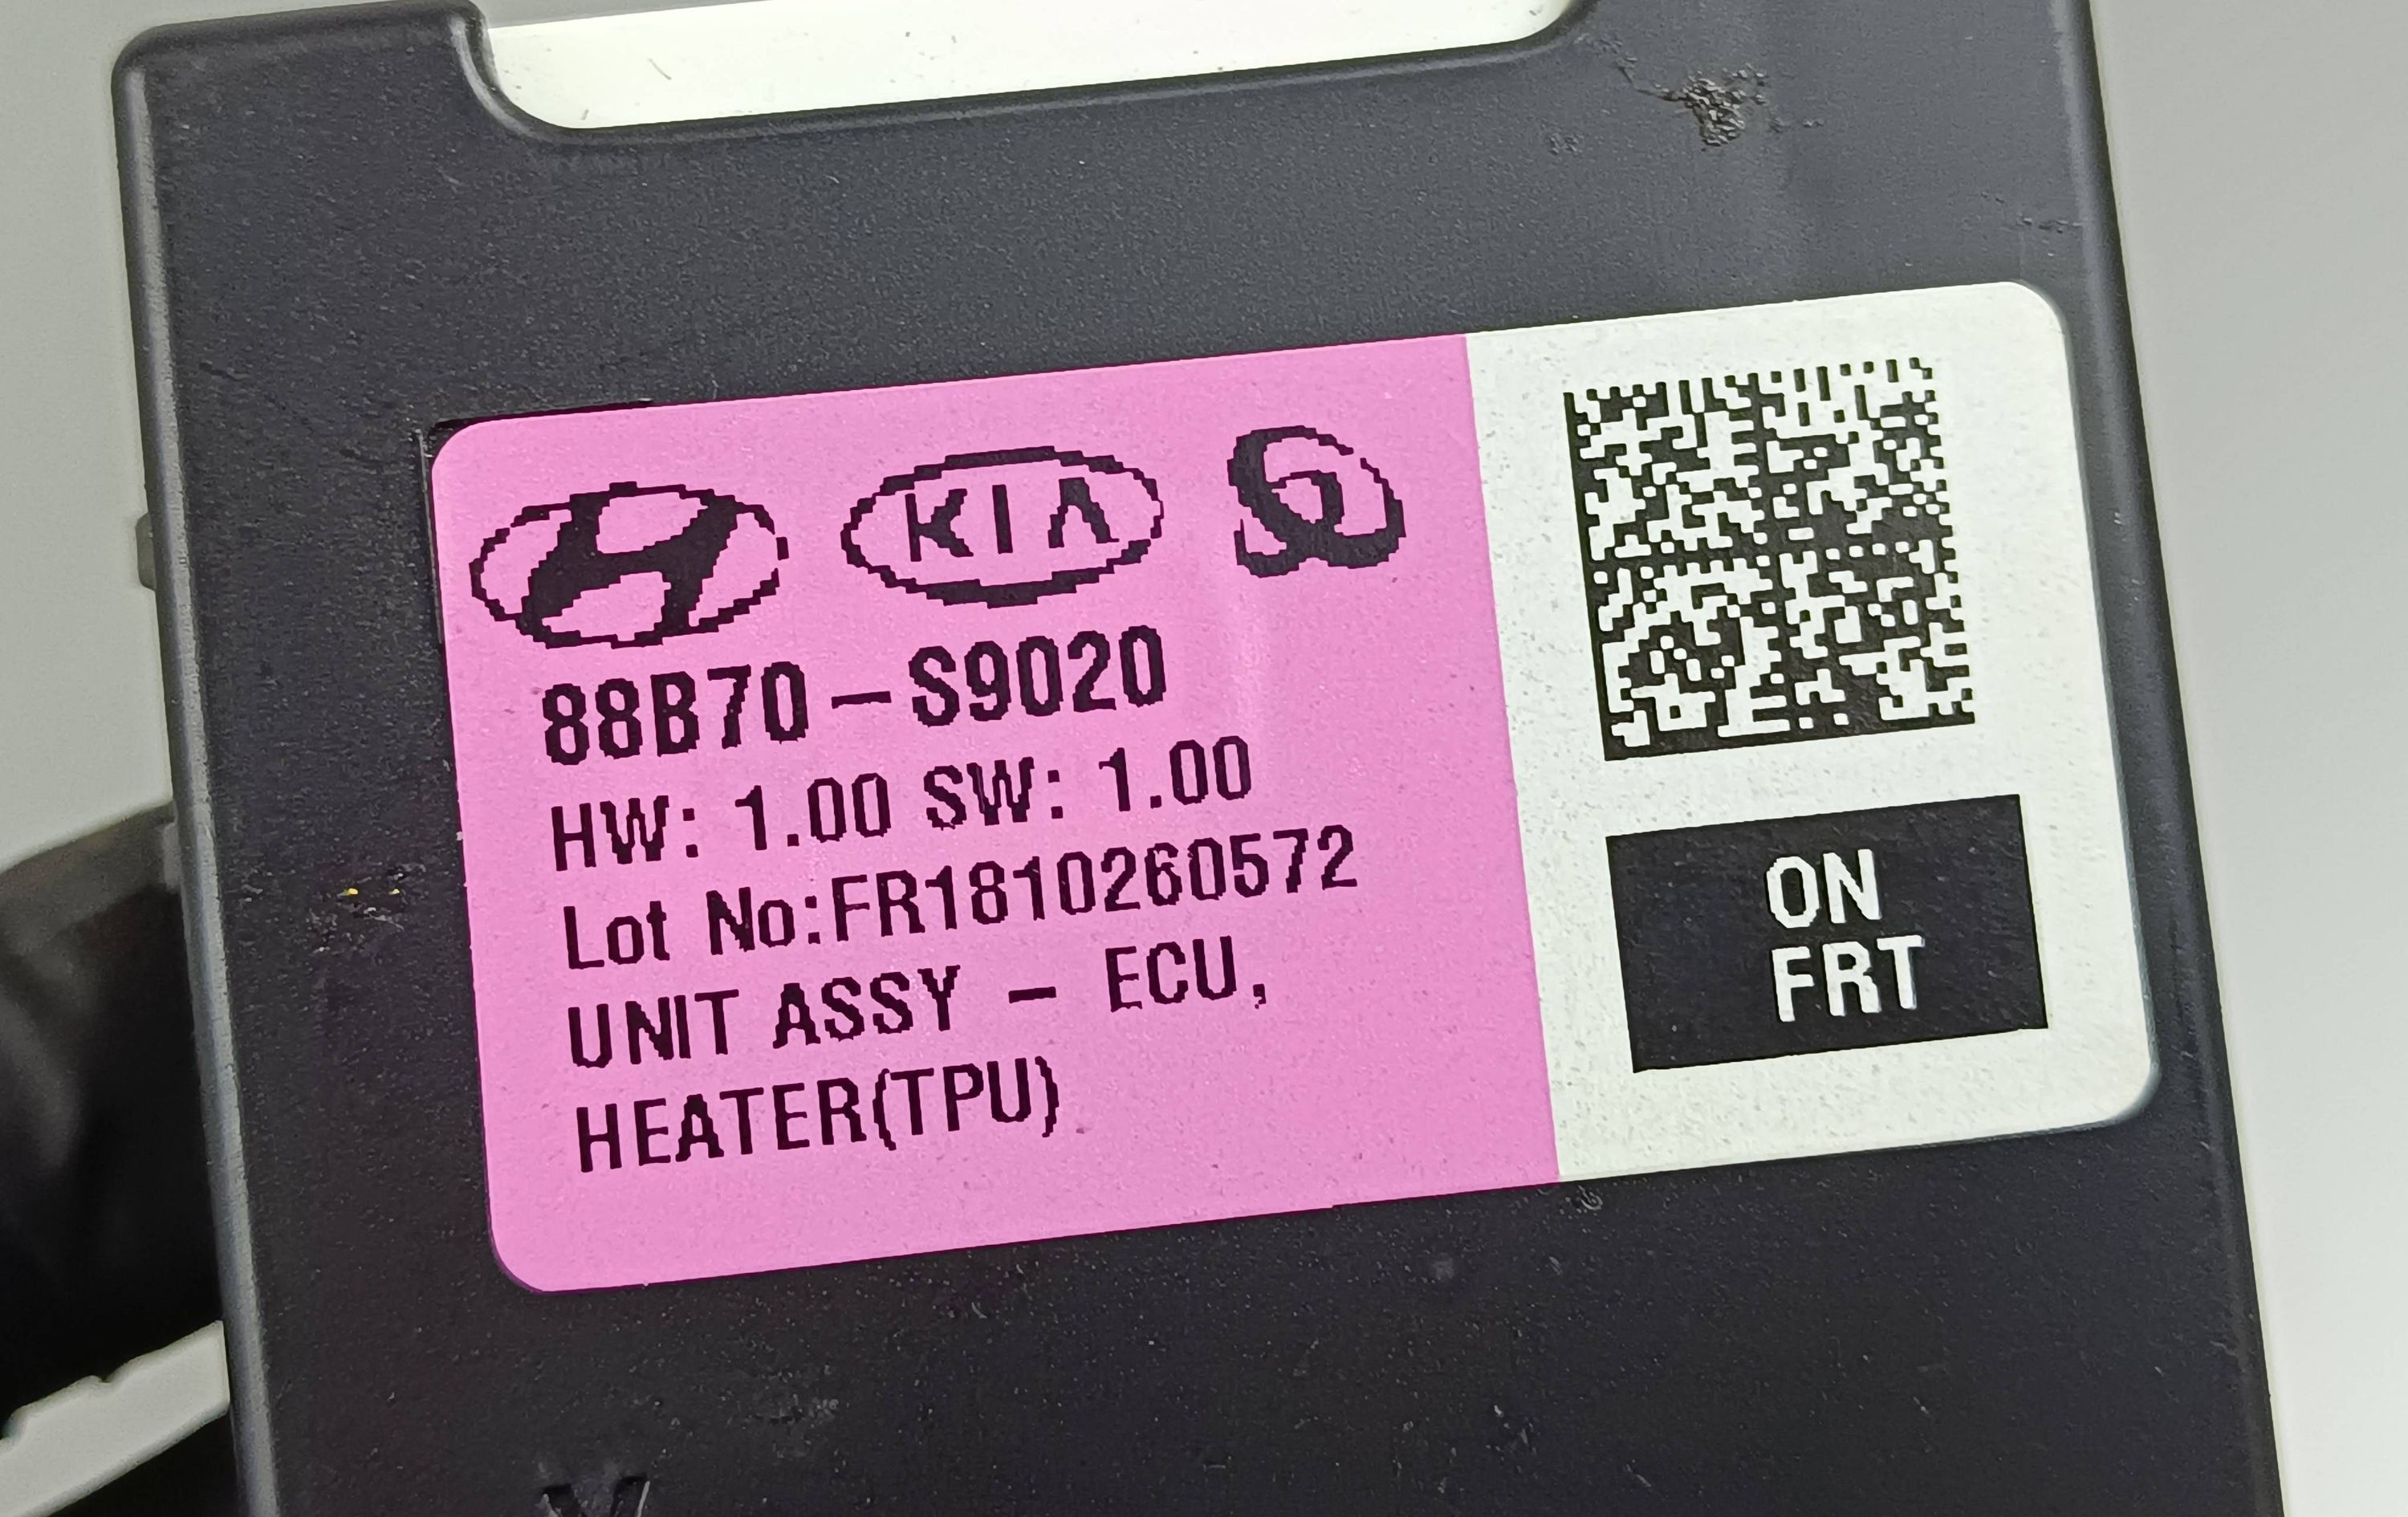 KIA
88B70-S9020
HW: 1.00 SW: 1.00
Lot No:FR1810260572
UNIT ASSY - ECU,
HEATER(TPU)
ON
FRT